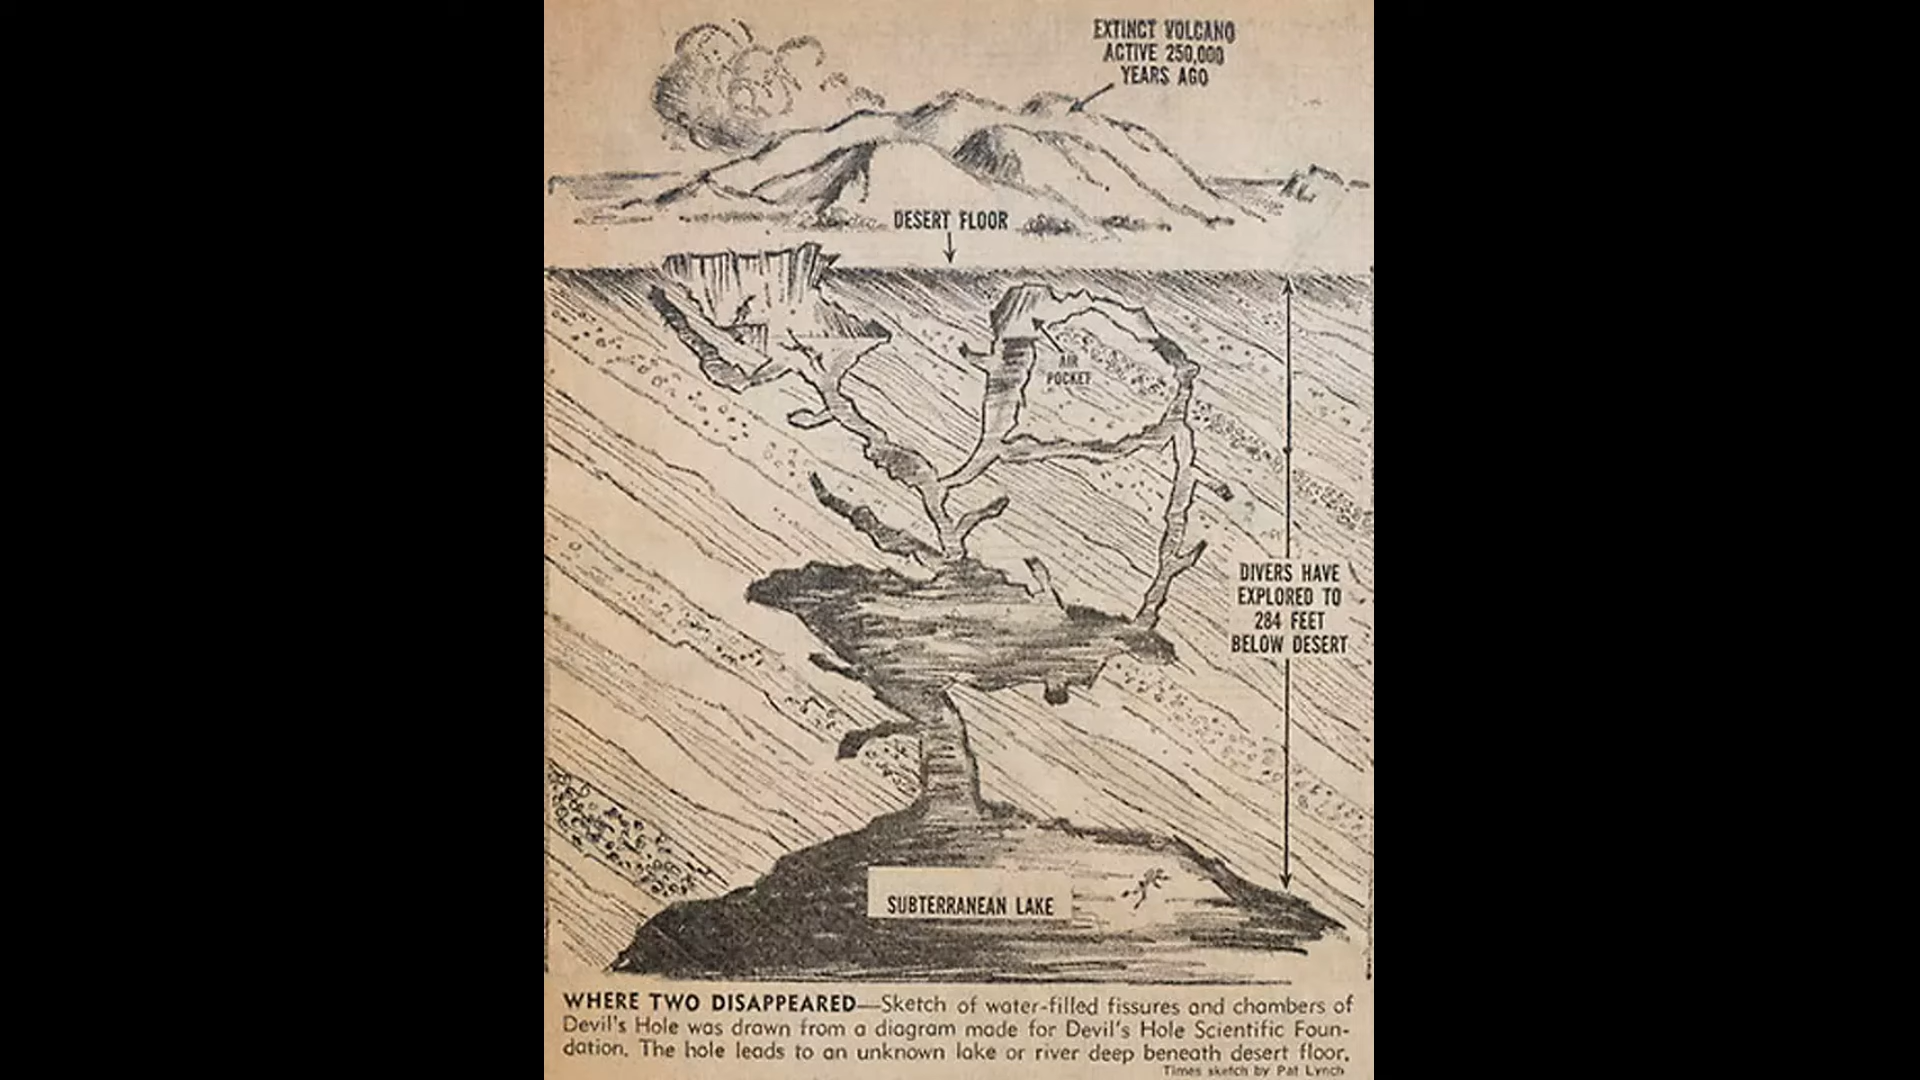 EXTINCT VOLCANO
ACTIVE 250,000
YEARS AGO
DESERT FLOOR
AIR
POCKET
DIVERS HAVE
EXPLORED TO
284 FEET
BELOW DESERT
SUBTERRANEAN LAKE
WHERE TWO DISAPPEARED—Sketch of water-filled fissures and chambers of
Devil's Hole was drawn from a diagram made for Devil's Hole Scientific Foun-
dation. The hole leads to an unknown lake or river deep beneath desert floor.
Times sketch by Pat Lynch